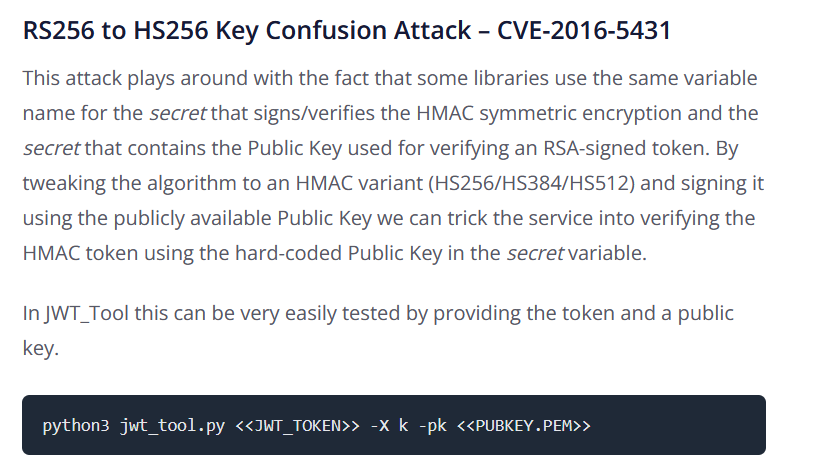 RS256 to HS256 Key Confusion Attack – CVE-2016-5431
This attack plays around with the fact that some libraries use the same variable
name for the secret that signs/verifies the HMAC symmetric encryption and the
secret that contains the Public Key used for verifying an RSA-signed token. By
tweaking the algorithm to an HMAC variant (HS256/HS384/HS512) and signing it
using the publicly available Public Key we can trick the service into verifying the
HMAC token using the hard-coded Public Key in the secret variable.
In JWT_Tool this can be very easily tested by providing the token and a public
key.
python3 jwt_tool.py <<JWT_TOKEN>> -X k -pk <<PUBKEY.PEM>>